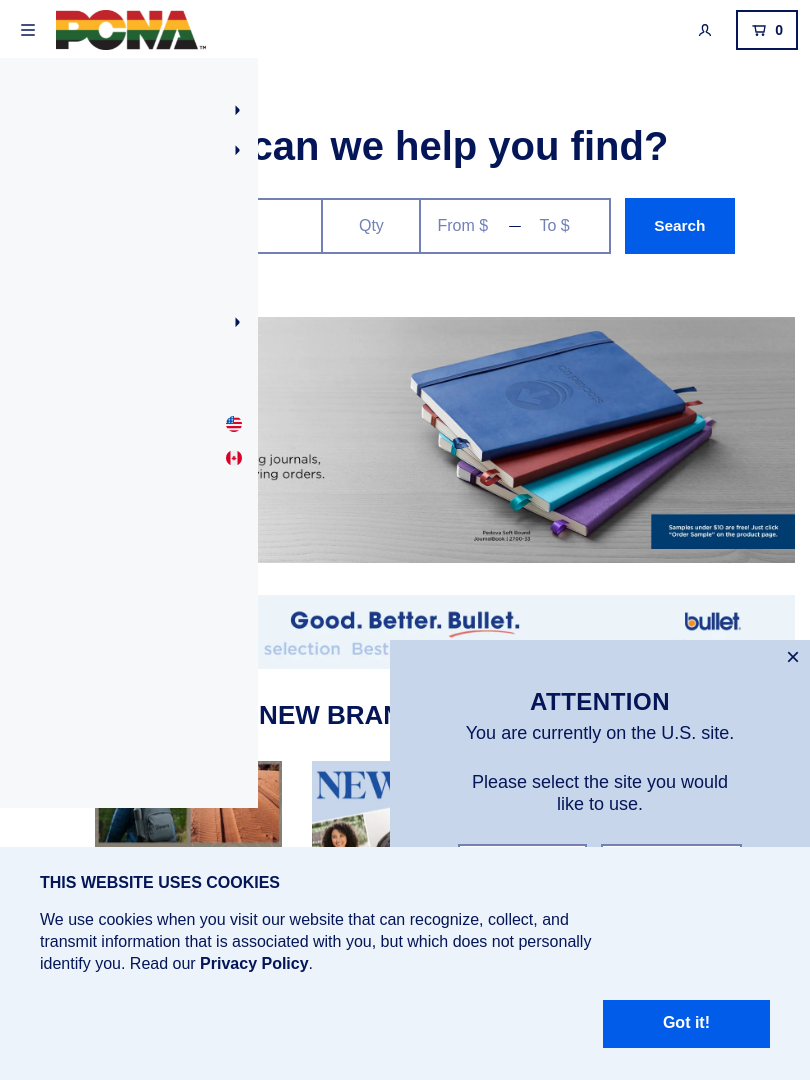 PCNA™
0
can we help you find?
Qty
From $
—
To $
Search
g journals,
ing orders.
Padova Soft Bound
JournalBook | 2700-33
Samples under $10 are free! Just click
"Order Sample" on the product page.
Good. Better. Bullet.
bullet
selection Best
NEW BRAN
NEW
ATTENTION
You are currently on the U.S. site.
Please select the site you would
like to use.
THIS WEBSITE USES COOKIES
We use cookies when you visit our website that can recognize, collect, and
transmit information that is associated with you, but which does not personally
identify you. Read our Privacy Policy.
Got it!